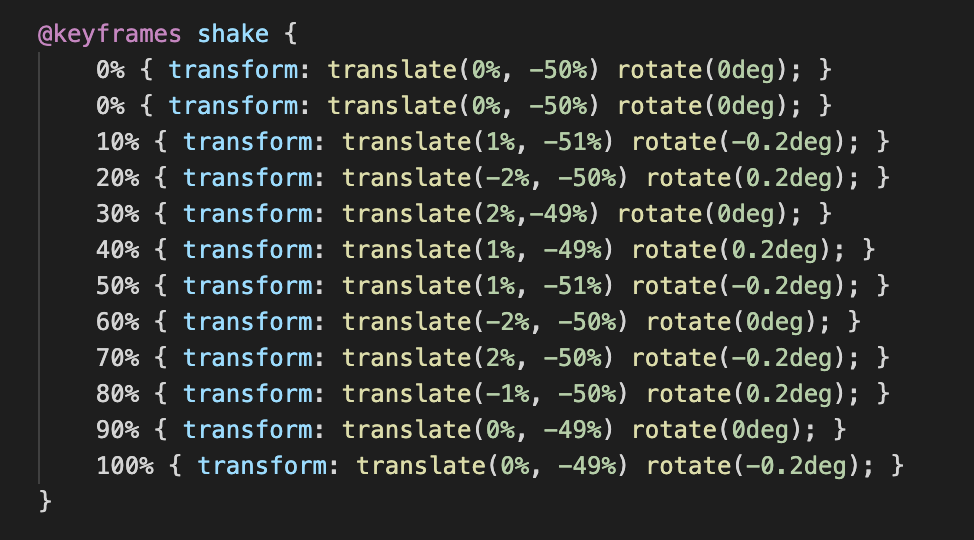 @keyframes shake {
0% { transform: translate(0%, -50%) rotate(0deg); }
0% { transform: translate(0%, -50%) rotate(0deg); }
10% { transform: translate(1%, -51%) rotate(-0.2deg); }
20% { transform: translate(-2%, -50%) rotate(0.2deg); }
30% { transform: translate(2%,-49%) rotate(0deg); }
40% { transform: translate(1%, -49%) rotate(0.2deg); }
50% { transform: translate(1%, -51%) rotate(-0.2deg); }
60% { transform: translate(-2%, -50%) rotate(0deg); }
70% { transform: translate(2%, -50%) rotate(-0.2deg); }
80% { transform: translate(-1%, -50%) rotate(0.2deg); }
90% { transform: translate(0%, -49%) rotate(0deg); }
100% { transform: translate(0%, -49%) rotate(-0.2deg); }
}